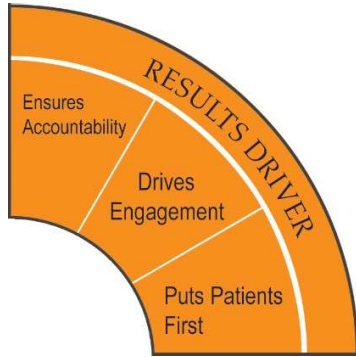 RESULTS DRIVER
Ensures
Accountability
Drives
Engagement
Puts Patients
First